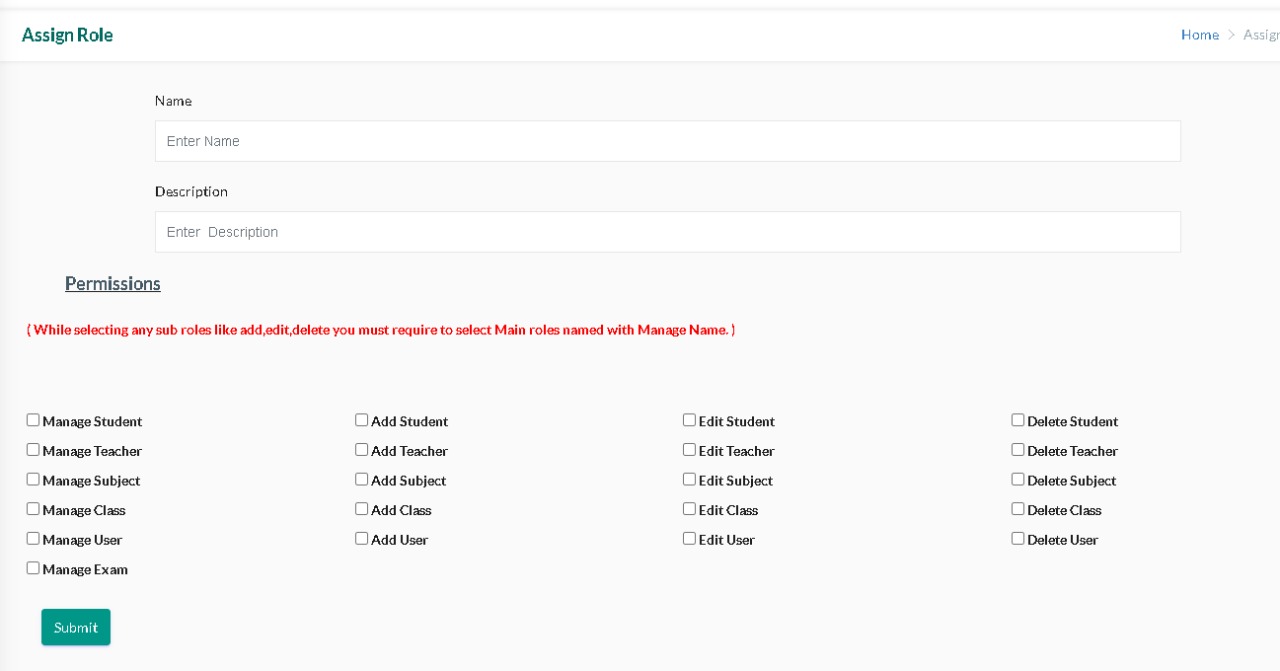 Assign Role
Home > Assign
Name
Enter Name
Description
Enter Description
Permissions
( While selecting any sub roles like add,edit,delete you must require to select Main roles named with Manage Name. )
Manage Student Add Student Edit Student Delete Student
Manage Teacher Add Teacher Edit Teacher Delete Teacher
Manage Subject Add Subject Edit Subject Delete Subject
Manage Class Add Class Edit Class Delete Class
Manage User Add User Edit User Delete User
Manage Exam
Submit